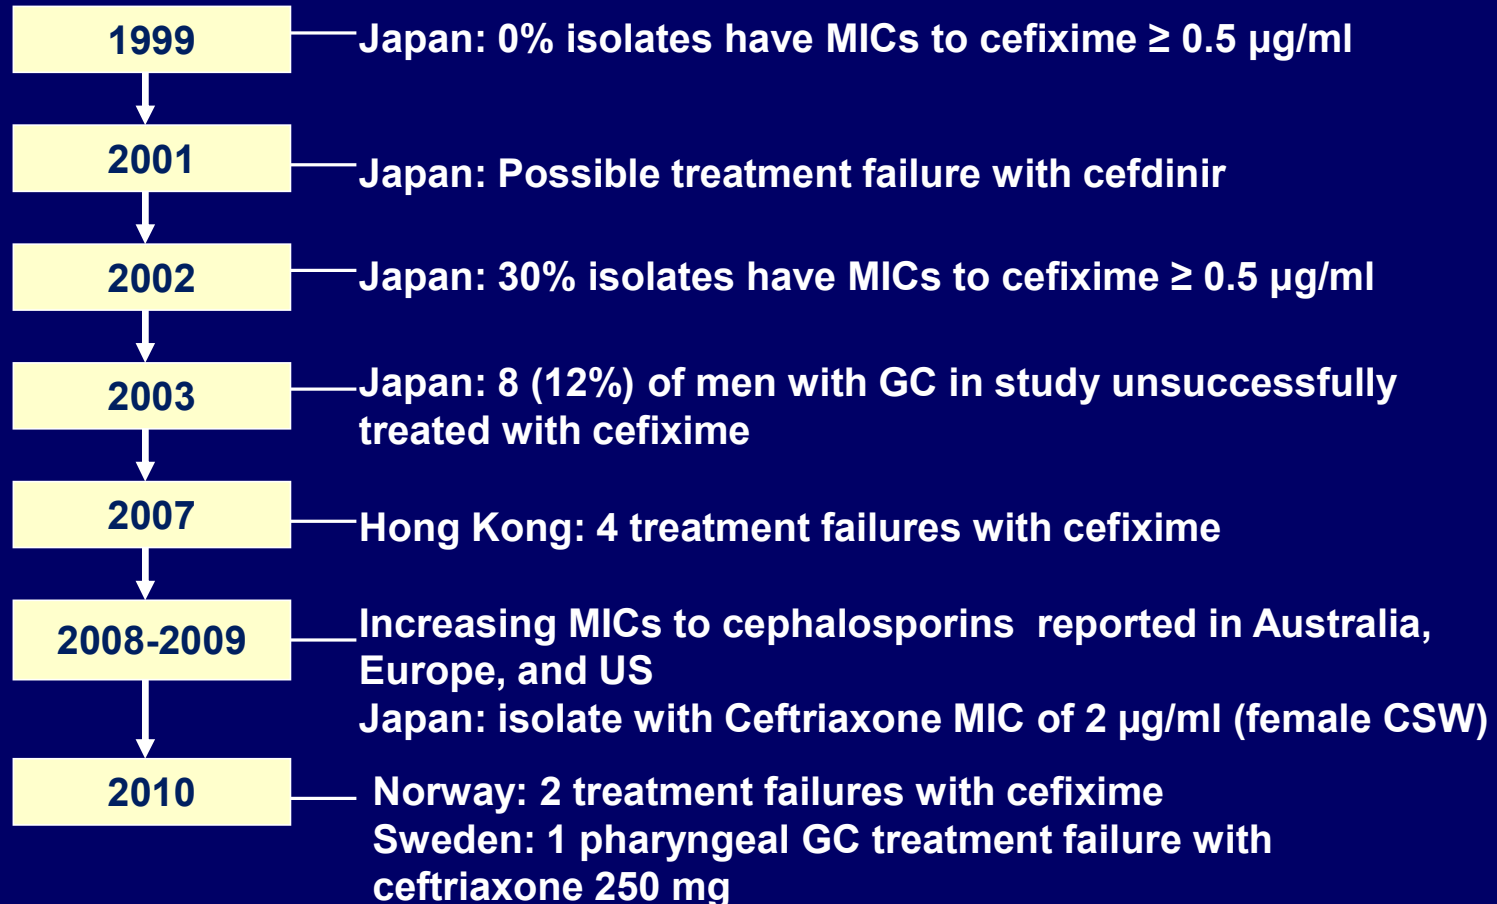 1999
Japan: 0% isolates have MICs to cefixime ≥ 0.5 µg/ml
2001
Japan: Possible treatment failure with cefdinir
2002
Japan: 30% isolates have MICs to cefixime ≥ 0.5 µg/ml
2003
Japan: 8 (12%) of men with GC in study unsuccessfully
treated with cefixime
2007
Hong Kong: 4 treatment failures with cefixime
2008-2009
Increasing MICs to cephalosporins reported in Australia,
Europe, and US
Japan: isolate with Ceftriaxone MIC of 2 µg/ml (female CSW)
2010
Norway: 2 treatment failures with cefixime
Sweden: 1 pharyngeal GC treatment failure with
ceftriaxone 250 mg